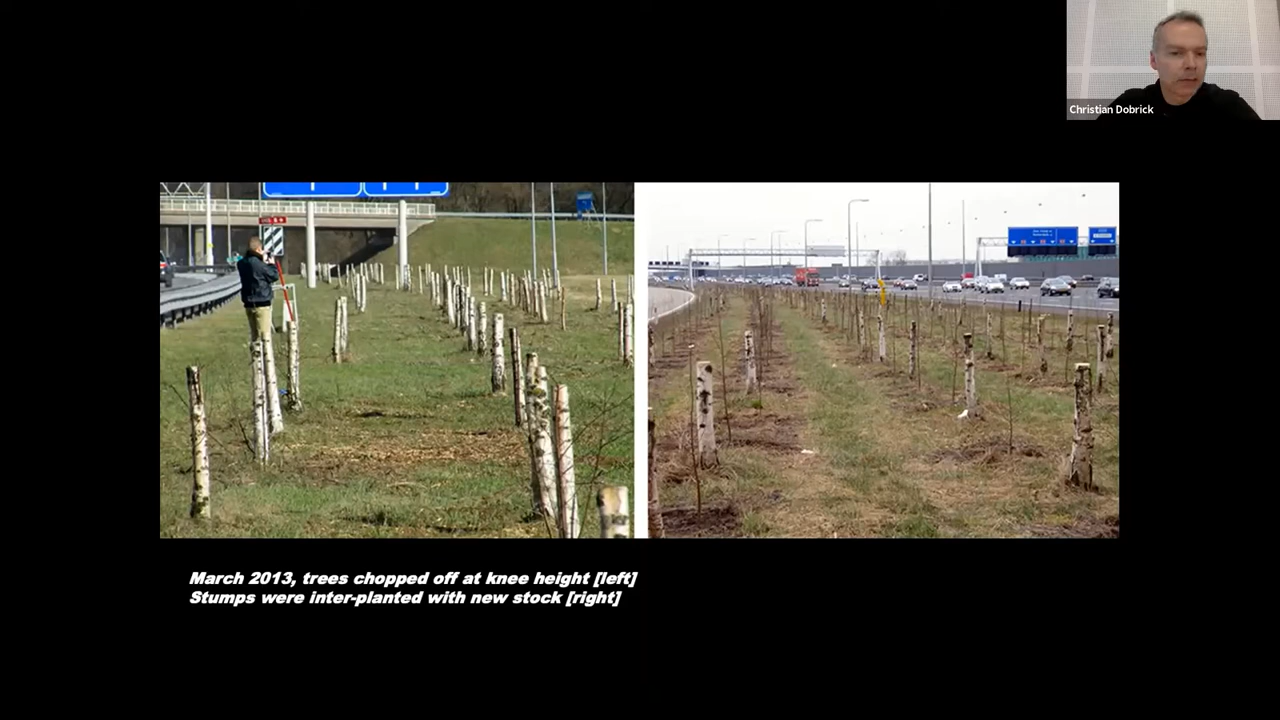 Christian Dobrick
March 2013, trees chopped off at knee height [left]
Stumps were inter-planted with new stock [right]